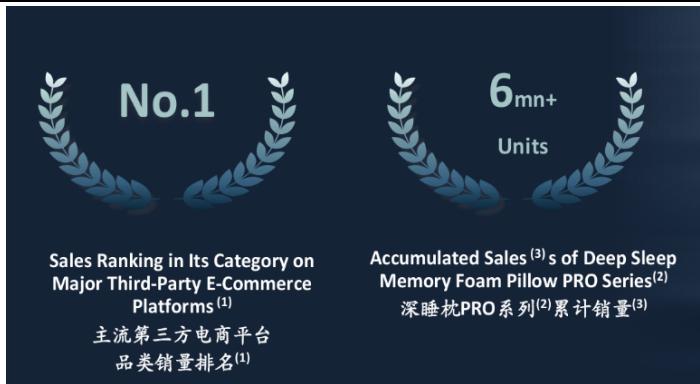 No.1
Sales Ranking in Its Category on
Major Third-Party E-Commerce
Platforms (1)
主流第三方电商平台
品类销量排名(1)
6mn+
Units
Accumulated Sales (3) s of Deep Sleep
Memory Foam Pillow PRO Series(2)
深睡枕PRO系列(2)累计销量(3)